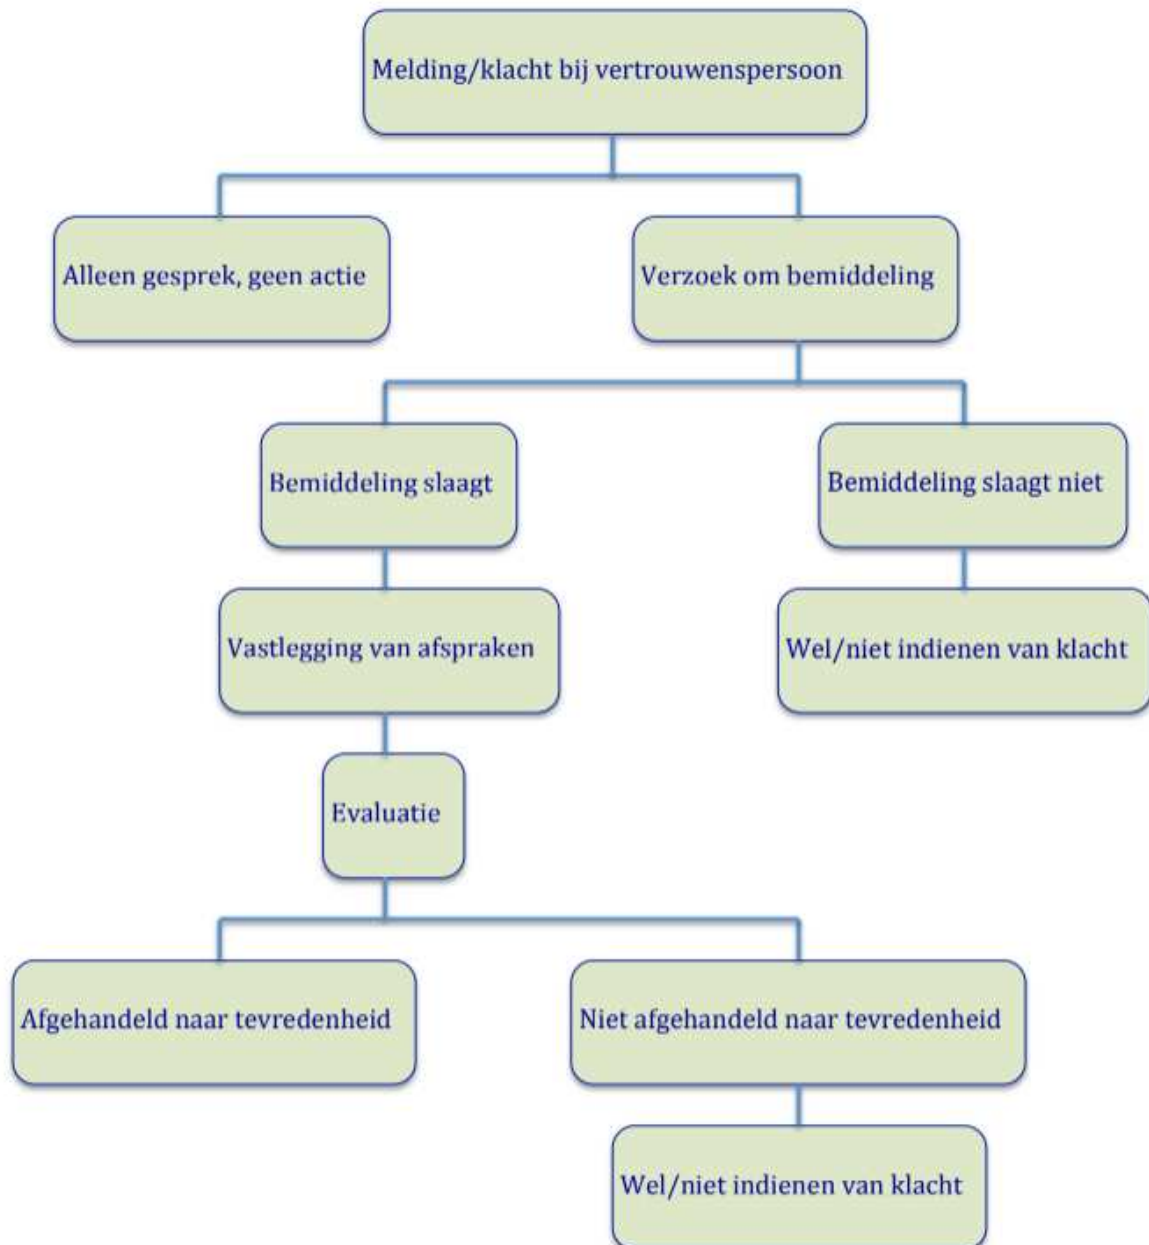 Melding/klacht bij vertrouwenspersoon
Alleen gesprek, geen actie
Verzoek om bemiddeling
Bemiddeling slaagt
Bemiddeling slaagt niet
Vastlegging van afspraken
Wel/niet indienen van klacht
Evaluatie
Afgehandeld naar tevredenheid
Niet afgehandeld naar tevredenheid
Wel/niet indienen van klacht